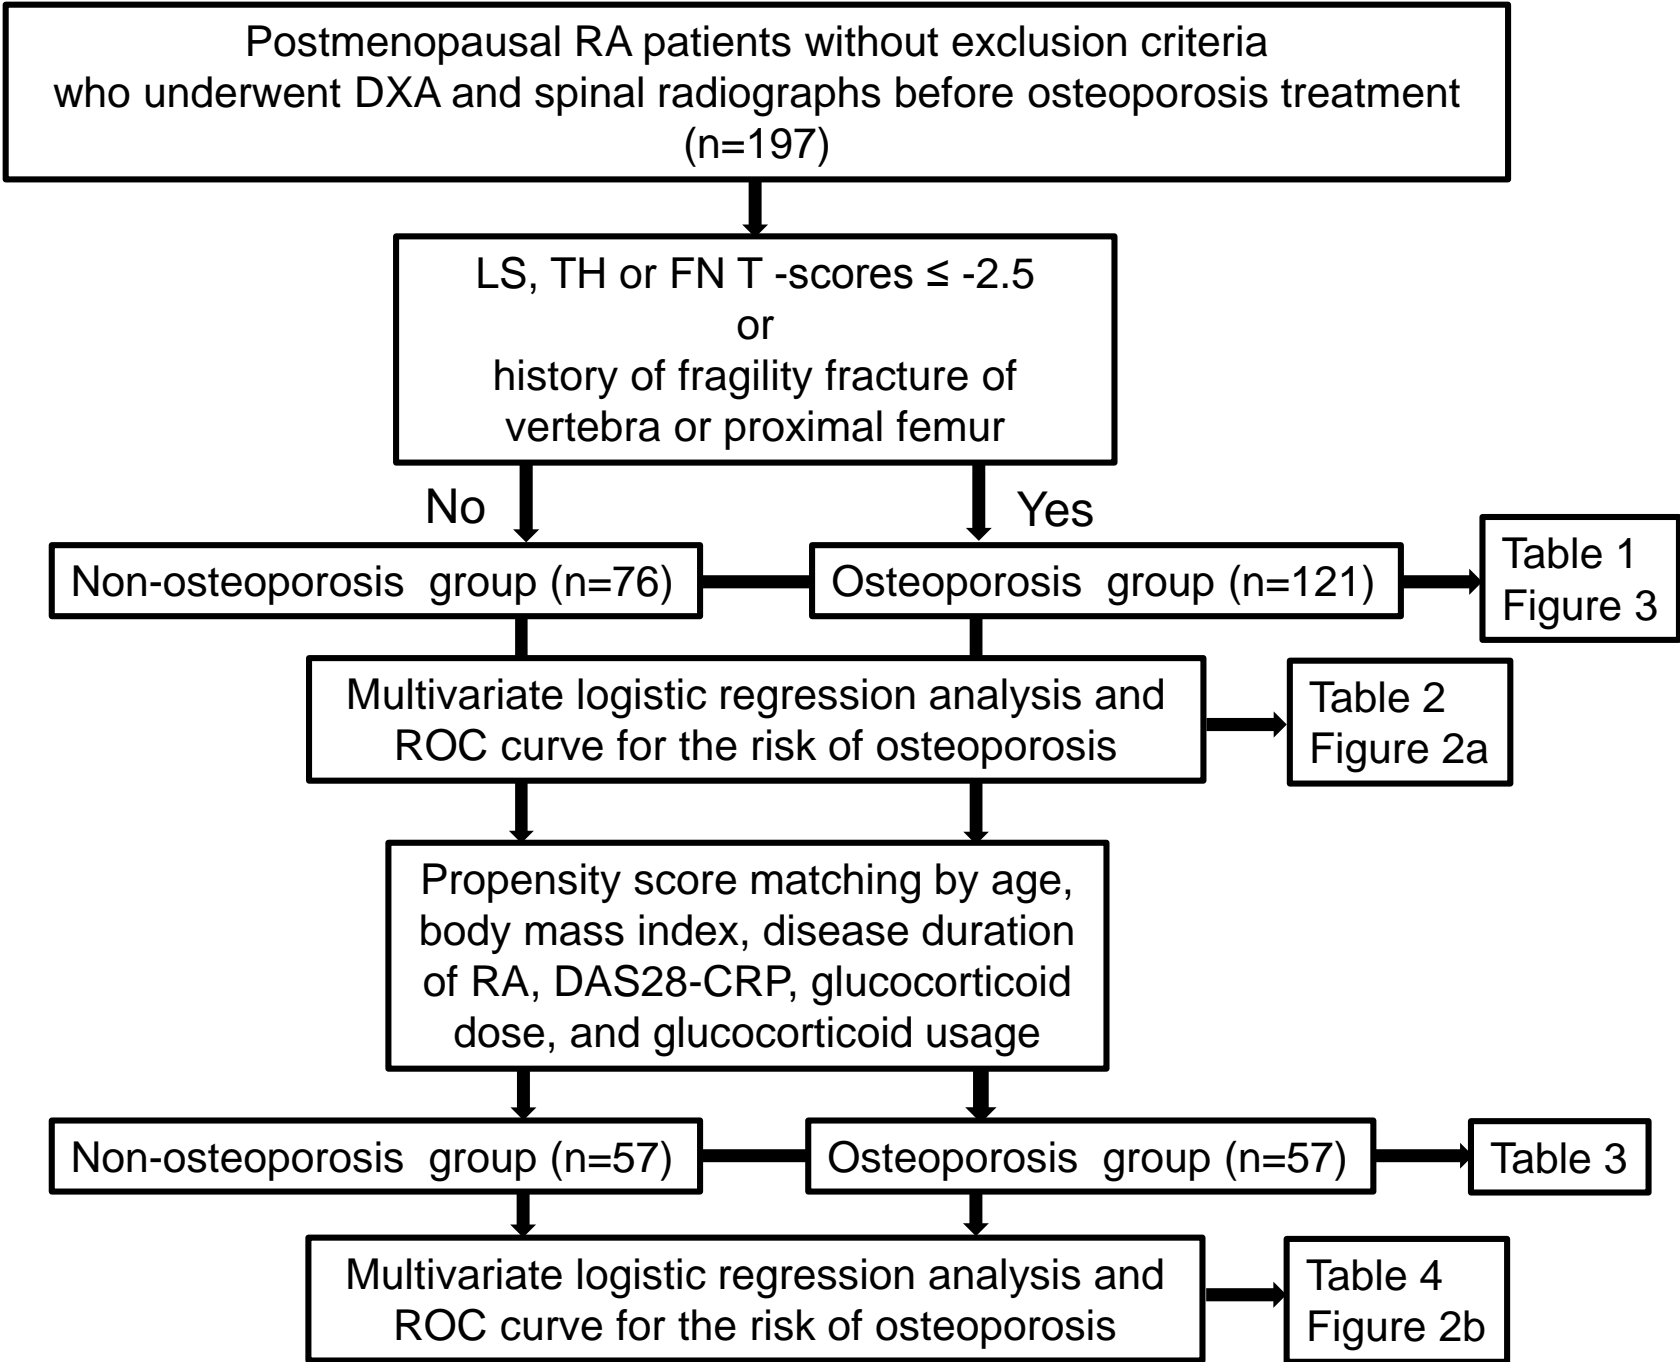 Postmenopausal RA patients without exclusion criteria
who underwent DXA and spinal radiographs before osteoporosis treatment
(n=197)
LS, TH or FN T -scores ≤ -2.5
or
history of fragility fracture of
vertebra or proximal femur
No
Yes
Non-osteoporosis group (n=76)
Osteoporosis group (n=121)
Table 1
Figure 3
Multivariate logistic regression analysis and
ROC curve for the risk of osteoporosis
Table 2
Figure 2a
Propensity score matching by age,
body mass index, disease duration
of RA, DAS28-CRP, glucocorticoid
dose, and glucocorticoid usage
Non-osteoporosis group (n=57)
Osteoporosis group (n=57)
Table 3
Multivariate logistic regression analysis and
ROC curve for the risk of osteoporosis
Table 4
Figure 2b